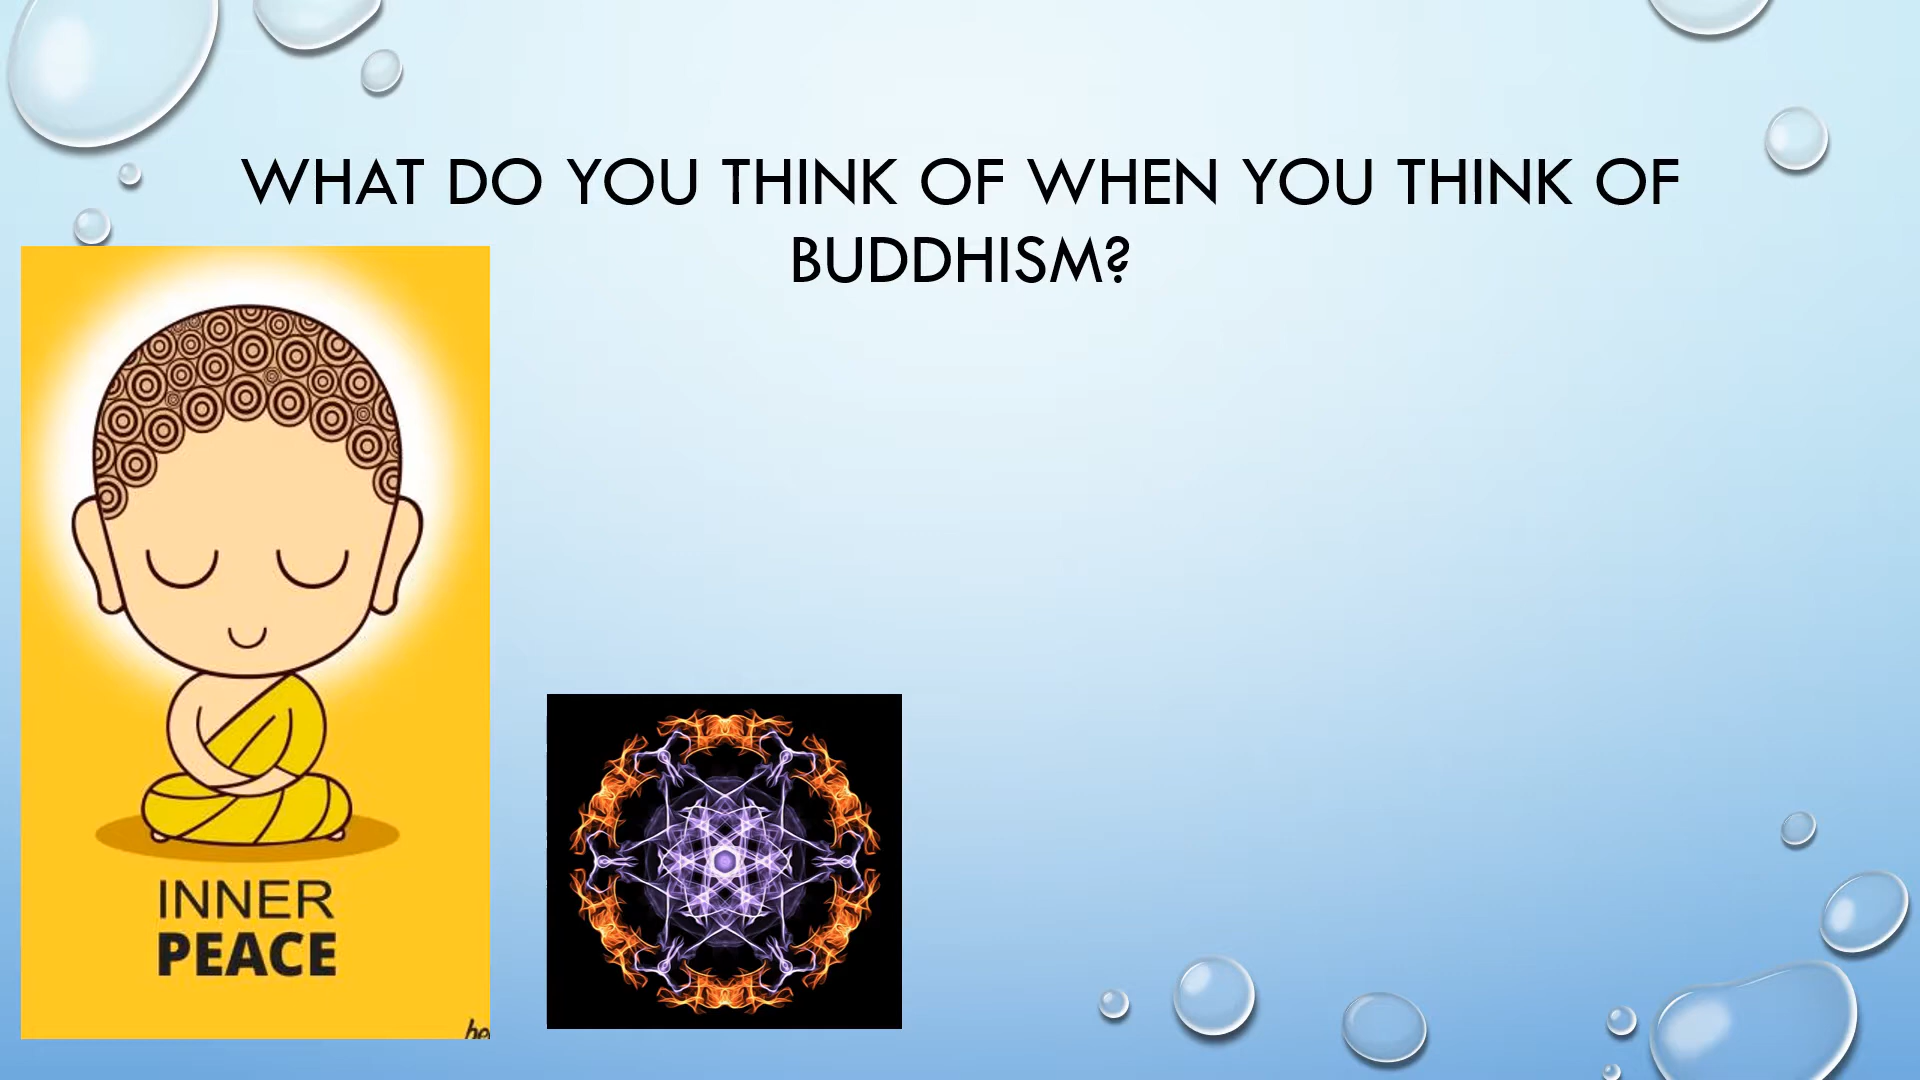 WHAT DO YOU THINK OF WHEN YOU THINK OF
BUDDHISM?
INNER
PEACE